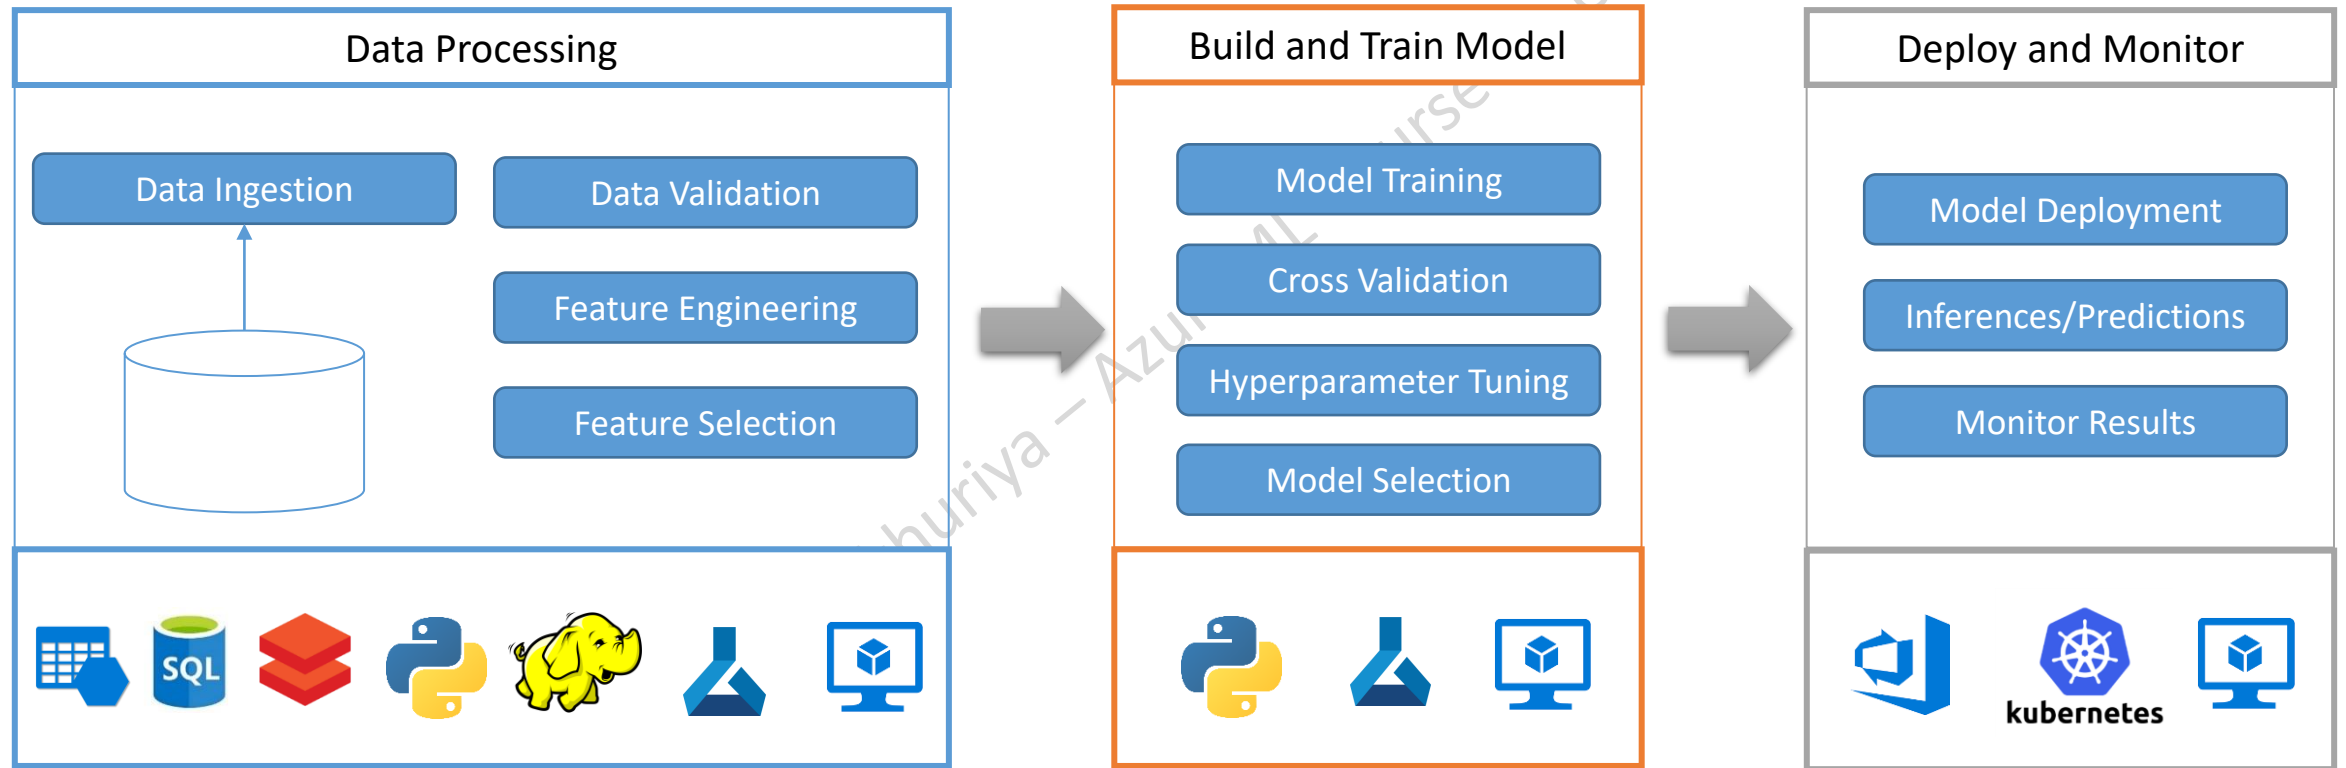 Data Processing
Data Ingestion
Data Validation
Feature Engineering
Feature Selection
SQL
Build and Train Model
Model Training
Cross Validation
Hyperparameter Tuning
Model Selection
Deploy and Monitor
Model Deployment
Inferences/Predictions
Monitor Results
kubernetes